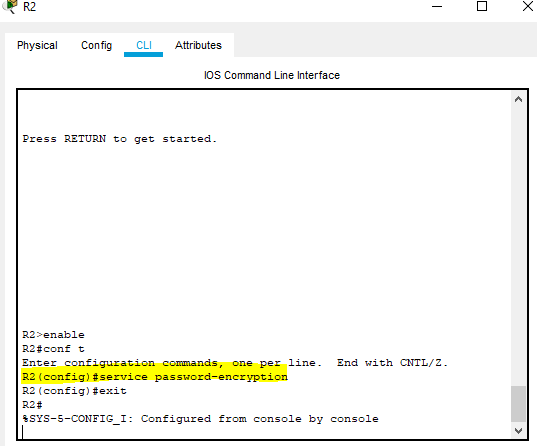 R2
Physical Config CLI Attributes
IOS Command Line Interface
Press RETURN to get started.
R2>enable
R2#conf t
Enter configuration commands, one per line.  End with CNTL/Z.
R2(config)#service password-encryption
R2(config)#exit
R2#
%SYS-5-CONFIG_I: Configured from console by console